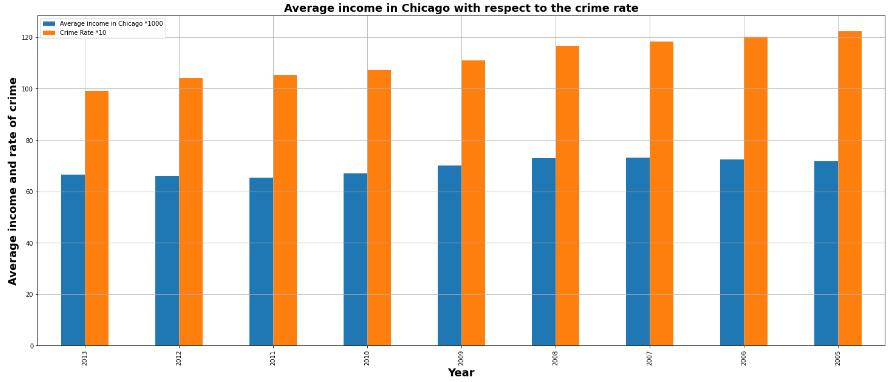 Average income in Chicago with respect to the crime rate
Average income in Chicago *1000
Crime Rate *10
Average income and rate of crime
120
100
80
60
40
20
0
2013 2012 2011 2010 2009 2008 2007 2006 2005
Year